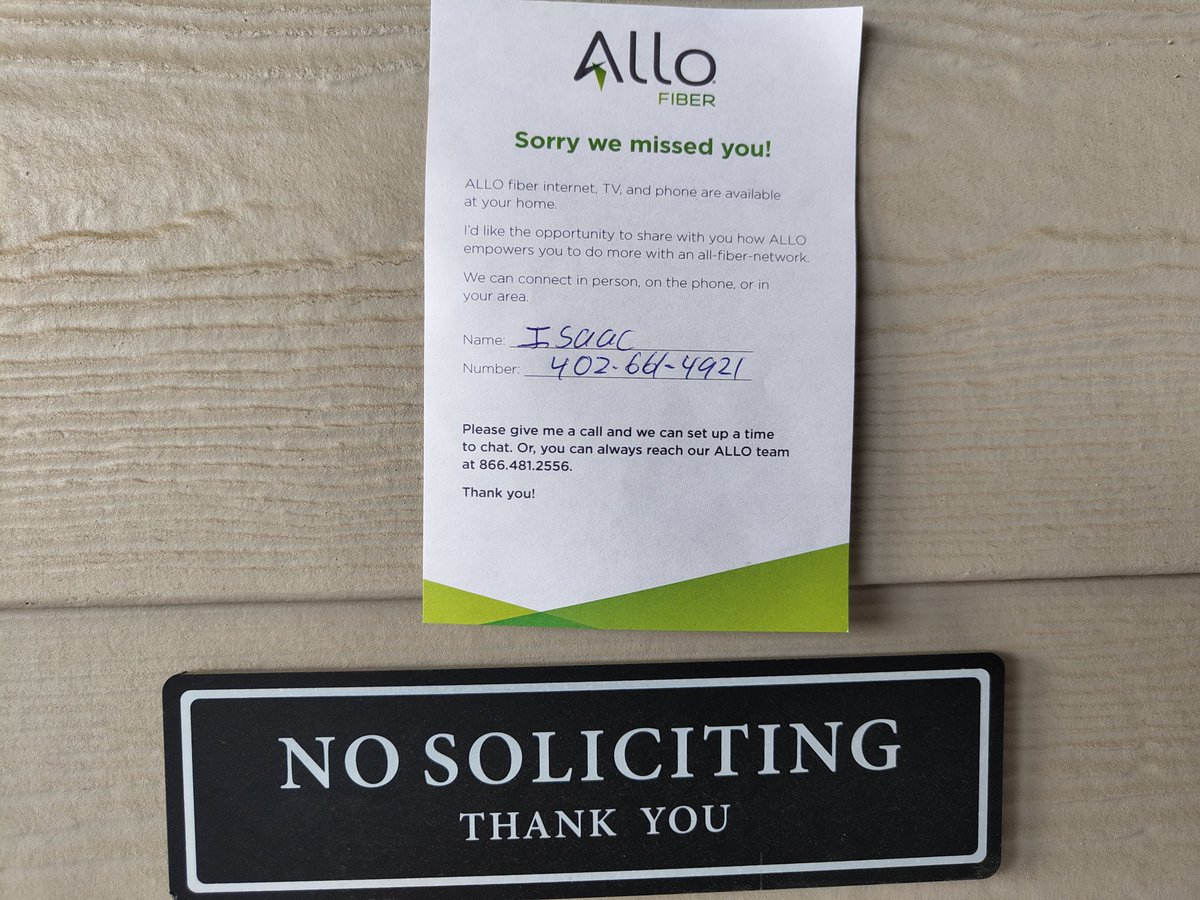 Allo
FIBER
Sorry we missed you!
ALLO fiber internet, TV, and phone are available
at your home.
I'd like the opportunity to share with you how ALLO
empowers you to do more with an all-fiber-network.
We can connect in person, on the phone, or in
your area.
Name: Isaac
Number: 402-661-4921
Please give me a call and we can set up a time
to chat. Or, you can always reach our ALLO team
at 866.481.2556.
Thank you!
NO SOLICITING
THANK YOU